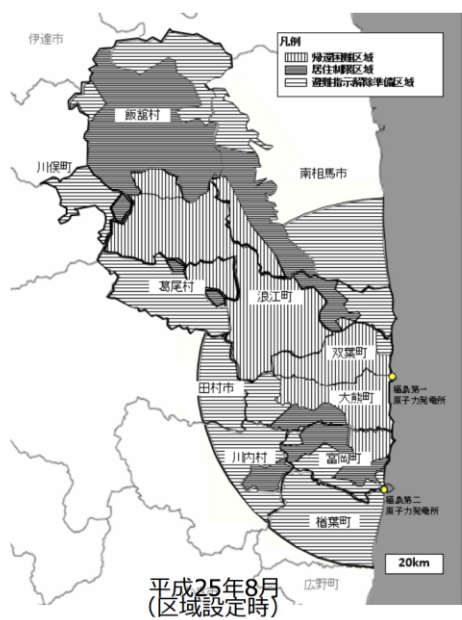 伊達市
凡例
帰還困難区域
居住制限区域
避難指示解除準備区域
飯舘村
川俣町
南相馬市
葛尾村
浪江町
双葉町
田村市
大熊町
福島第一
原子力発電所
川内村
富岡町
福島第二
原子力発電所
楢葉町
20km
広野町
平成25年8月
(区域設定時)